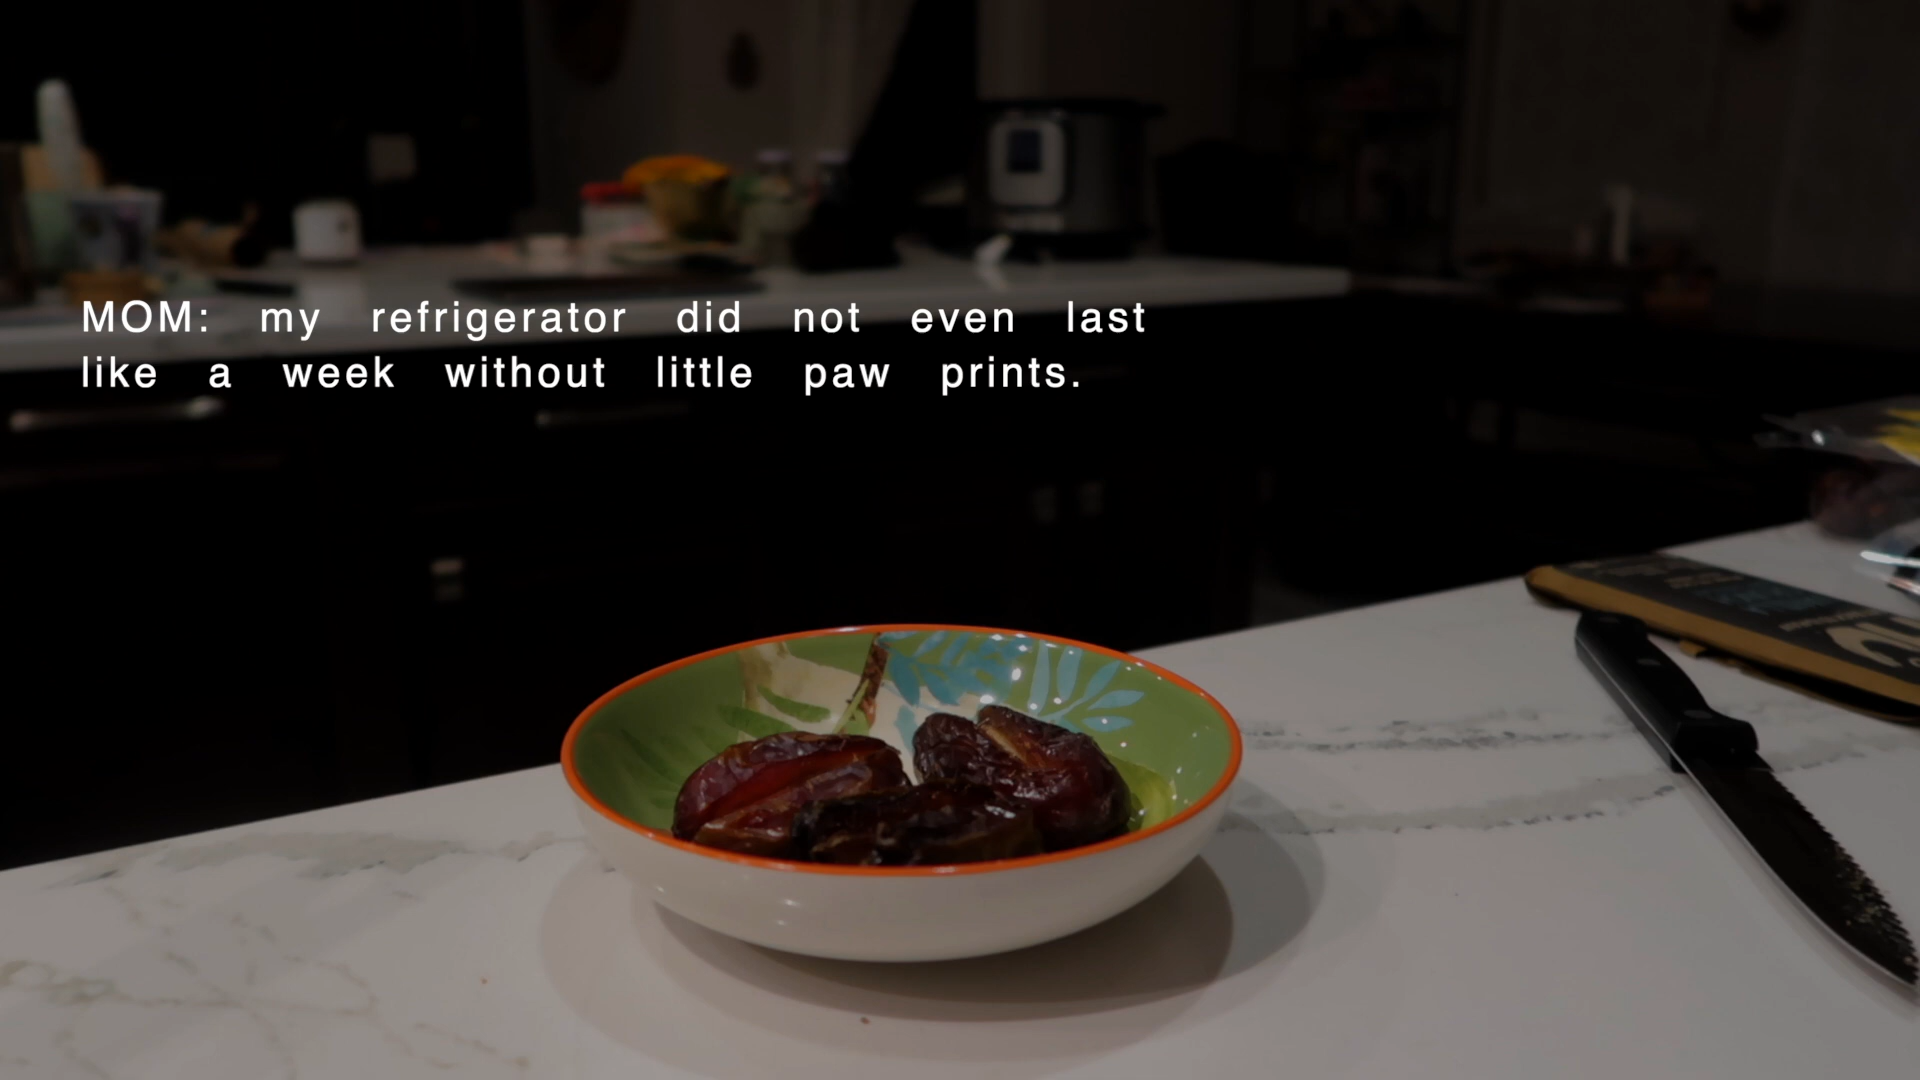 MOM: my refrigerator did not even last
like a week without little paw prints.